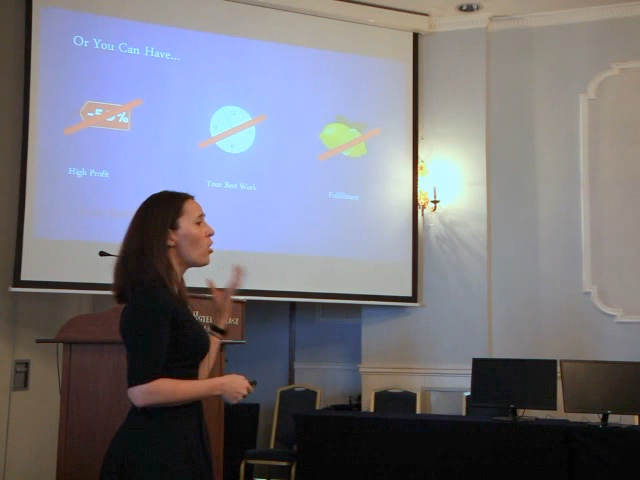 Or You Can Have...
-50%
High Profit
Your Best Work
Fulfillment